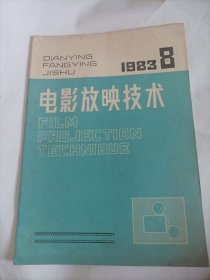 DIANYING
FANGYING
JISHU
1983 8
电影放映技术
FILM
PROJECTION
TECHNIQUE